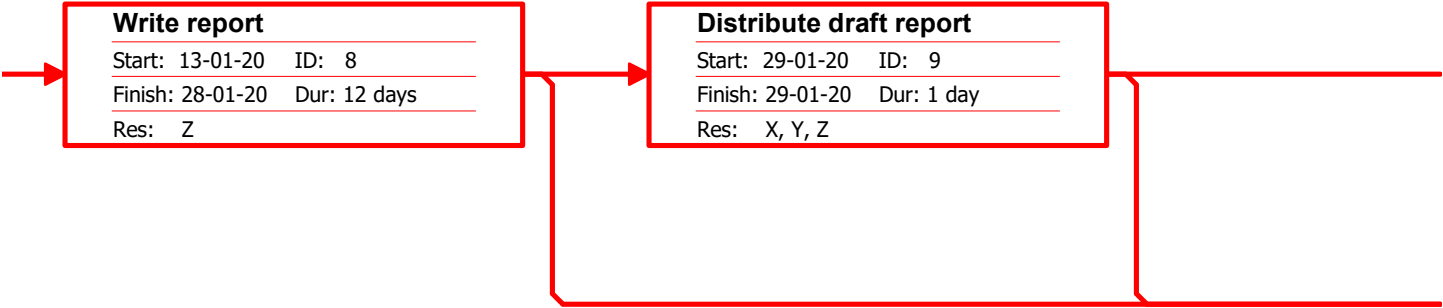 Write report
Start: 13-01-20 ID: 8
Finish: 28-01-20 Dur: 12 days
Res: Z
Distribute draft report
Start: 29-01-20 ID: 9
Finish: 29-01-20 Dur: 1 day
Res: X, Y, Z